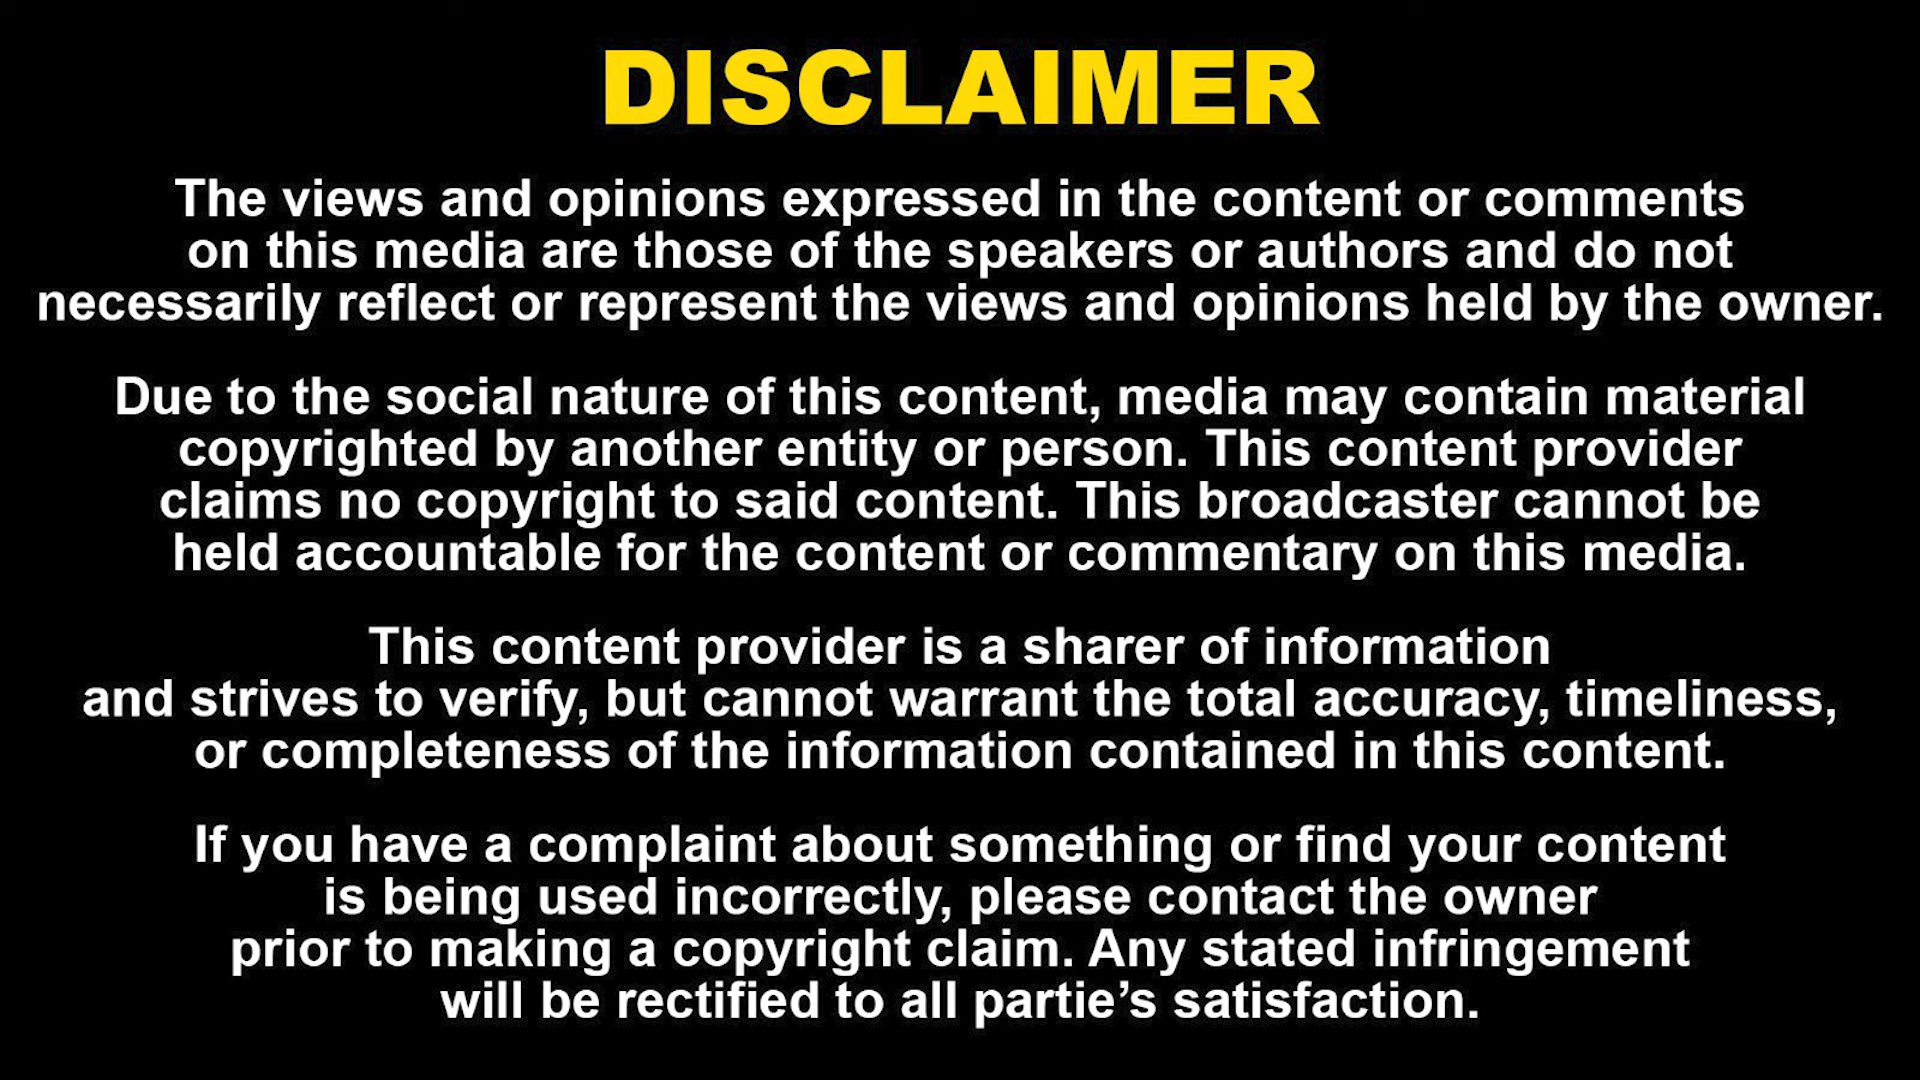 DISCLAIMER
The views and opinions expressed in the content or comments
on this media are those of the speakers or authors and do not
necessarily reflect or represent the views and opinions held by the owner.
Due to the social nature of this content, media may contain material
copyrighted by another entity or person. This content provider
claims no copyright to said content. This broadcaster cannot be
held accountable for the content or commentary on this media.
This content provider is a sharer of information
and strives to verify, but cannot warrant the total accuracy, timeliness,
or completeness of the information contained in this content.
If you have a complaint about something or find your content
is being used incorrectly, please contact the owner
prior to making a copyright claim. Any stated infringement
will be rectified to all partie’s satisfaction.